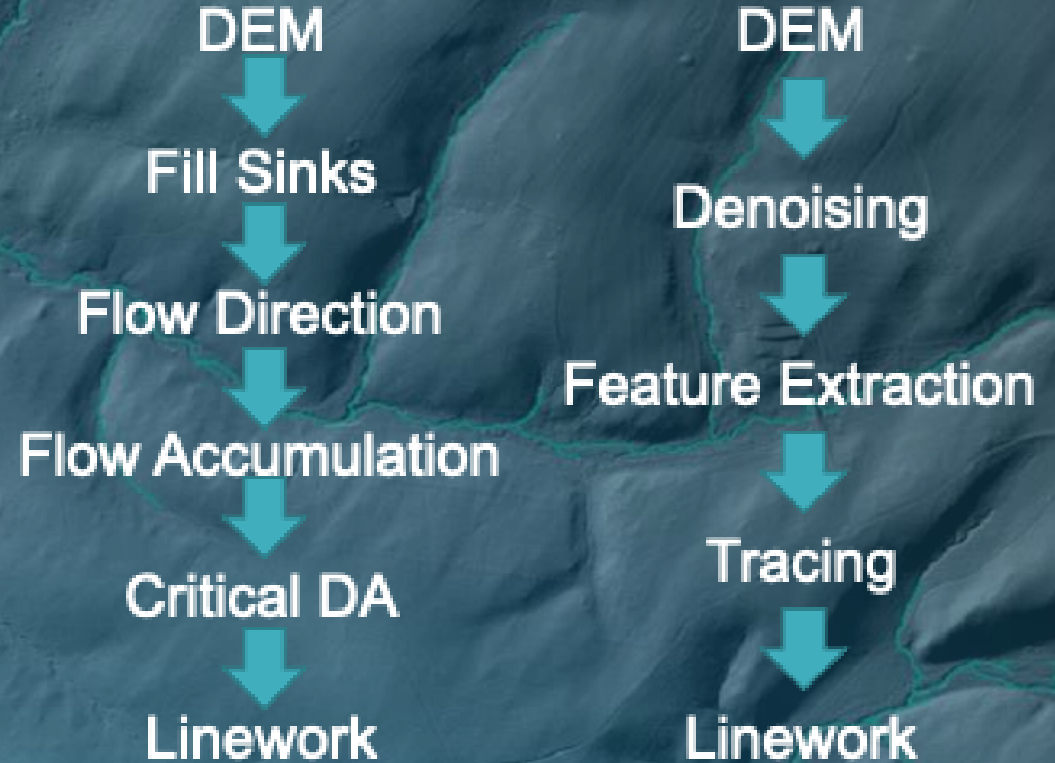 DEM
Fill Sinks
Flow Direction
Flow Accumulation
Critical DA
Linework
DEM
Denoising
Feature Extraction
Tracing
Linework